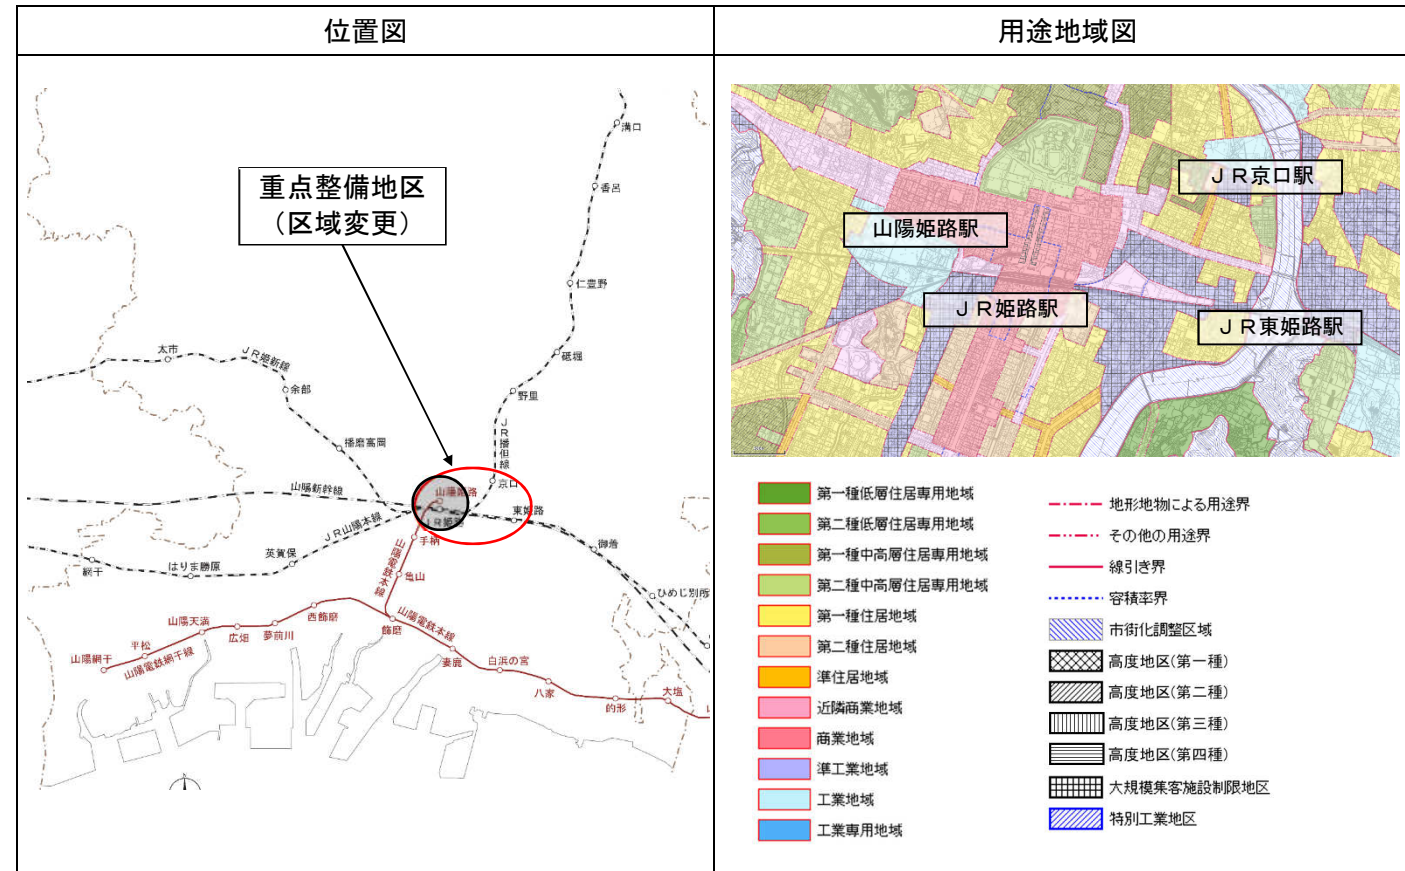 位置図
用途地域図
重点整備地区
(区域変更)
溝口
香呂
仁豊野
砥堀
野里
JR播但線
京口
太市
JR姫新線
余部
播磨高岡
山陽新幹線
山陽姫路
JR姫路
東姫路
JR山陽本線
手柄
御着
英賀保
はりま勝原
網干
山陽電鉄本線
亀山
ひめじ別所
西飾磨
山陽天満
広畑
夢前川
飾磨
山陽電鉄本線
平松
山陽網干
山陽電鉄網干線
妻鹿
白浜の宮
八家
的形
大塩
JR京口駅
山陽姫路駅
JR姫路駅
JR東姫路駅
第一種低層住居専用地域
第二種低層住居専用地域
第一種中高層住居専用地域
第二種中高層住居専用地域
第一種住居地域
第二種住居地域
準住居地域
近隣商業地域
商業地域
準工業地域
工業地域
工業専用地域
地形地物による用途界
その他の用途界
線引き界
容積率界
市街化調整区域
高度地区(第一種)
高度地区(第二種)
高度地区(第三種)
高度地区(第四種)
大規模集客施設制限地区
特別工業地区